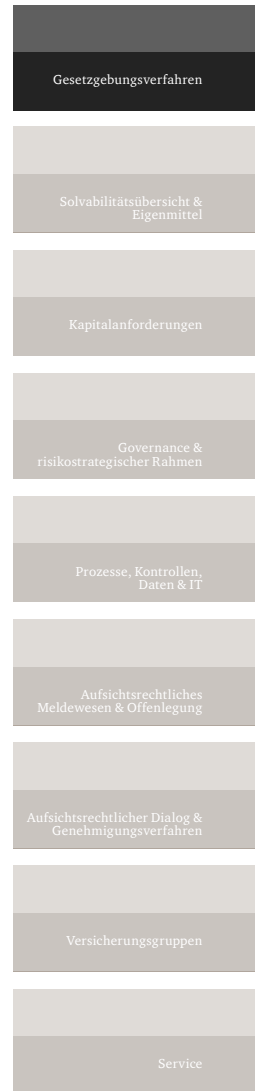 Gesetzgebungsverfahren
Solvabilitätsübersicht &
Eigenmittel
Kapitalanforderungen
Governance &
risikostrategischer Rahmen
Prozesse, Kontrollen,
Daten & IT
Aufsichtsrechtliches
Meldewesen & Offenlegung
Aufsichtsrechtlicher Dialog &
Genehmigungsverfahren
Versicherungsgruppen
Service